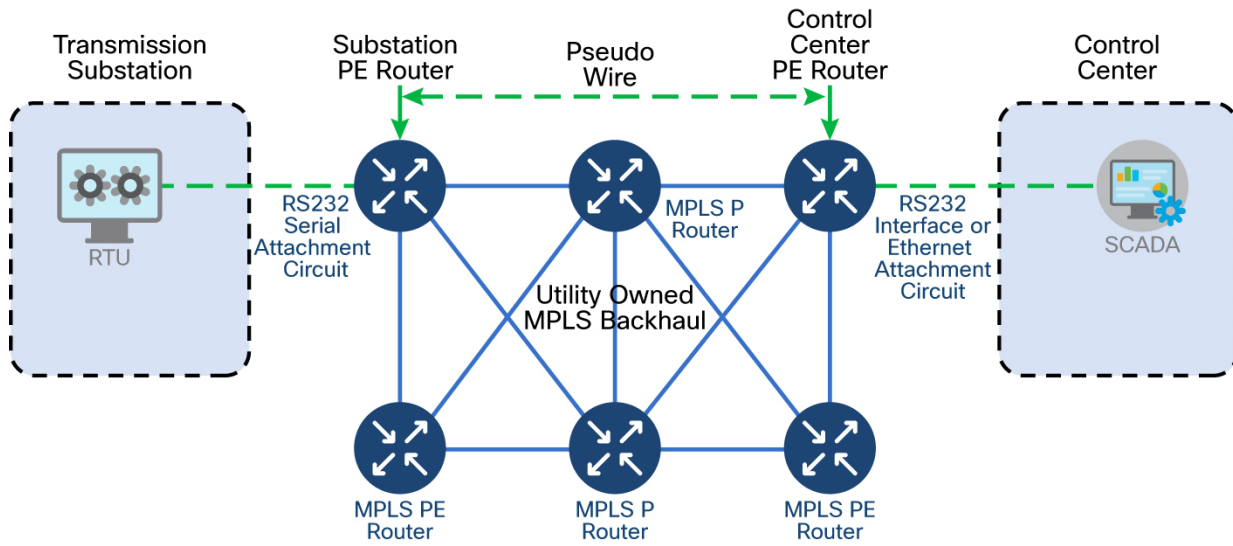 Transmission
Substation
Substation
PE Router
Pseudo
Wire
Control
Center
PE Router
Control
Center
RTU
RS232
Serial
Attachment
Circuit
MPLS P
Router
RS232
Interface or
Ethernet
Attachment
Circuit
SCADA
Utility Owned
MPLS Backhaul
MPLS PE
Router
MPLS P
Router
MPLS PE
Router